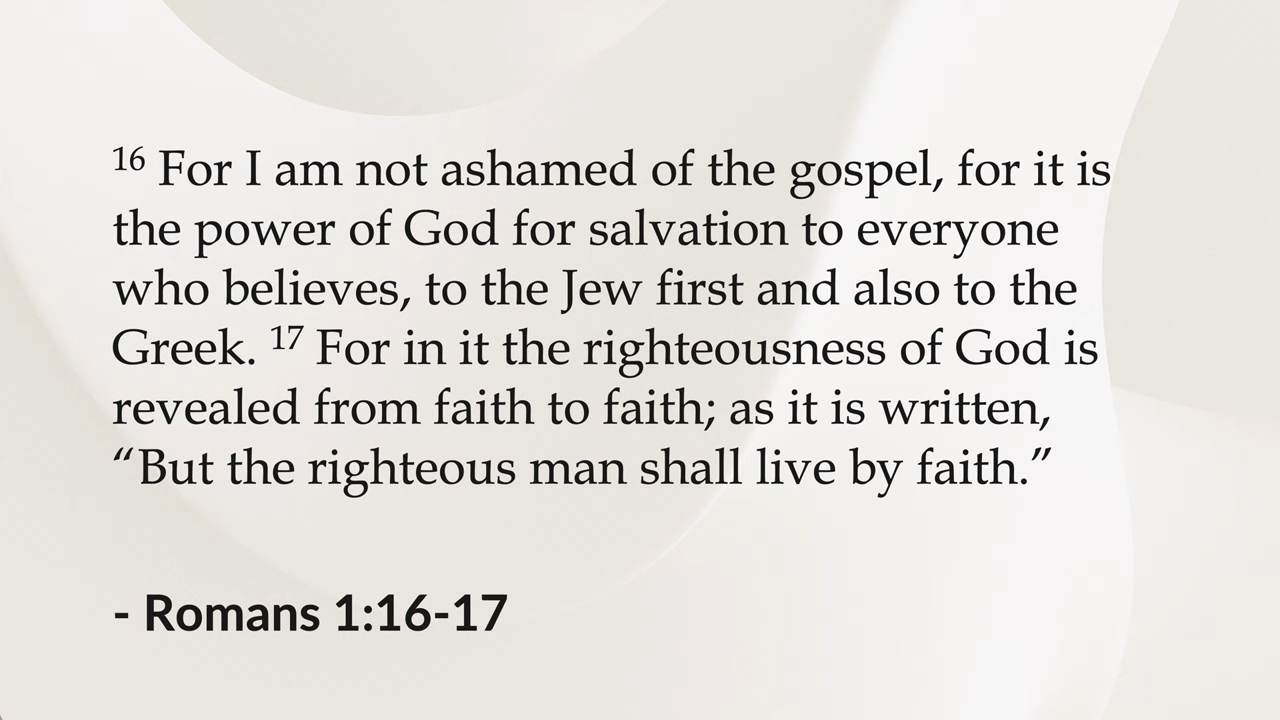 16 For I am not ashamed of the gospel, for it is
the power of God for salvation to everyone
who believes, to the Jew first and also to the
Greek. 17 For in it the righteousness of God is
revealed from faith to faith; as it is written,
“But the righteous man shall live by faith.”
- Romans 1:16-17